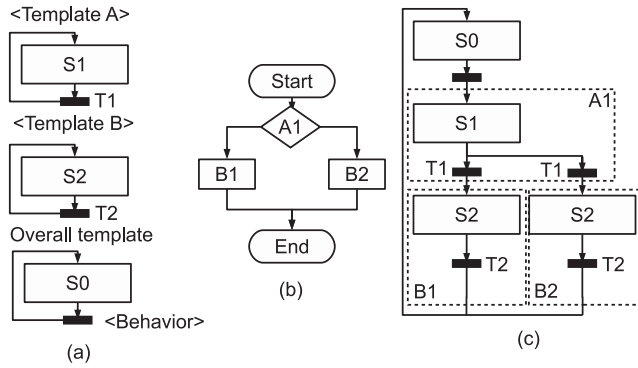 <Template A>
S1
T1
<Template B>
S2
T2
Overall template
S0
<Behavior>
(a)
Start
A1
B1 B2
End
(b)
S0
A1
S1
T1 T1
S2 S2
T2 T2
B1 B2
(c)